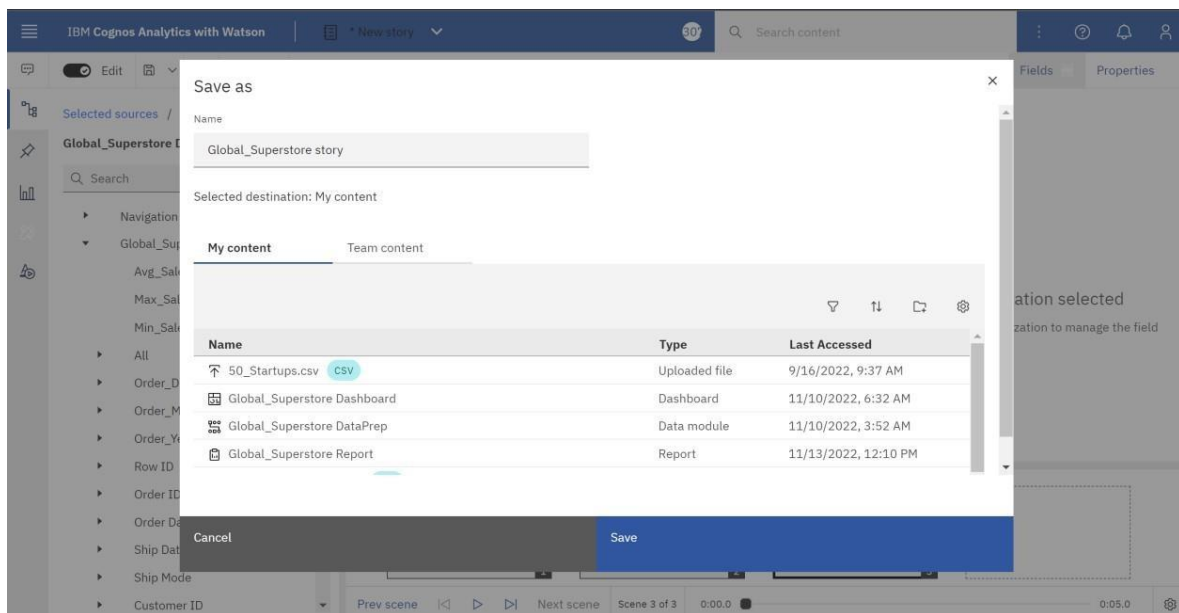 IBM Cognos Analytics with Watson
* New story
30
Search content
Edit
Fields
Properties
Selected sources /
Global_Superstore D
Search
Navigation
Global_Sup
Avg_Sal
Max_Sal
Min_Sale
All
Order_D
Order_M
Order_Ye
Row ID
Order ID
Order Da
Ship Dat
Ship Mode
Customer ID
Save as
Name
Global_Superstore story
Selected destination: My content
My content
Team content
Name Type Last Accessed
50_Startups.csv CSV Uploaded file 9/16/2022, 9:37 AM
Global_Superstore Dashboard Dashboard 11/10/2022, 6:32 AM
Global_Superstore DataPrep Data module 11/10/2022, 3:52 AM
Global_Superstore Report Report 11/13/2022, 12:10 PM
Cancel
Save
ation selected
zation to manage the field
1 2 3
Prev scene Next scene Scene 3 of 3 0:00.0 0:05.0